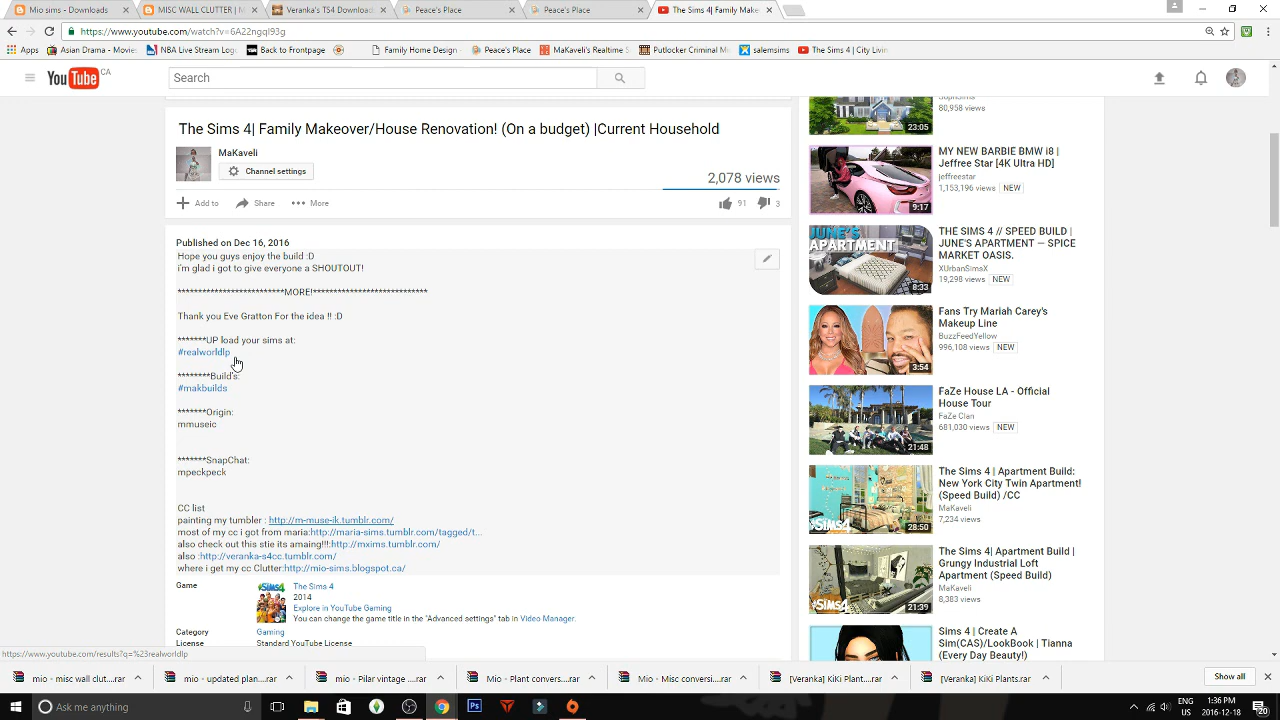 Mio sims - Downloads
MISC WALL CLUTTER | M
Veranka's TS4 Downloads
Peace's Place
Peace's Place
The Sims 4| Family Make
https://www.youtube.com/watch?v=6A22ngql93g
Apps
Asian Drama - Movie
NBA Live Stream Log
Back to Frontpage
Family Home De
Peace's Place
MaKaveli's Realme S
Putlocker Criminal M
salemsims
The Sims 4 | City Livin
YouTube CA
Search
The Sims 4| Family Makeover/House Renovation! (On a budget) |Current Household
MaKaveli
Channel settings
2,078 views
Add to
Share
More
91
3
Published on Dec 16, 2016
Hope you guys enjoy the build :D
i'm glad i got to give everyone a SHOUTOUT!
********************MORE!****************************
Thank you Eve Gratton For the idea !! :D
*******UP load your sims at:
#realworldlp
********Build's:
#makbuilds
*******Origin:
mmuseic
*******SnapChat:
mpeckpeck
CC list
painting my tumbler : http://m-muse-ik.tumblr.com/
most of my cc i got from maria:http://maria-sims.tumblr.com/tagged/t...
also check out this stie its amaing!!!:http://mxims.tumblr.com/
also :http://veranka-s4cc.tumblr.com/
where i get my cc Clutter:http://mio-sims.blogspot.ca/
Game
The Sims 4
2014
Explore in YouTube Gaming
You can change the game title in the "Advanced settings" tab in Video Manager.
Category
Gaming
License
Standard YouTube License
80,958 views
23:05
MY NEW BARBIE BMW i8 |
Jeffree Star [4K Ultra HD]
jeffreestar
1,153,196 views NEW
9:17
JUNE'S
APARTMENT
THE SIMS 4 // SPEED BUILD |
JUNE'S APARTMENT — SPICE
MARKET OASIS.
XUrbanSimsX
19,298 views NEW
8:33
Fans Try Mariah Carey's
Makeup Line
BuzzFeedYellow
996,108 views NEW
3:54
FaZe House LA - Official
House Tour
FaZe Clan
681,030 views NEW
21:48
The Sims 4 | Apartment Build:
New York City Twin Apartment!
(Speed Build) /CC
MaKaveli
7,234 views
28:50
The Sims 4| Apartment Build |
Grungy Industrial Loft
Apartment (Speed Build)
MaKaveli
8,383 views
21:39
Sims 4 | Create A
Sim(CAS)/LookBook | Tianna
(Every Day Beauty!)
https://www.youtube.com/results?q=%23realworldlp
mio - misc wall clut....rar
mio - updated plan....rar
mio - Pilar vintage ....rar
mio - Plant convers....rar
mio - Misc conversi....rar
[Veranka] KiKi Plant....rar
[Veranka] KiKi Plants.rar
Show all
Ask me anything
ENG
US
1:36 PM
2016-12-18